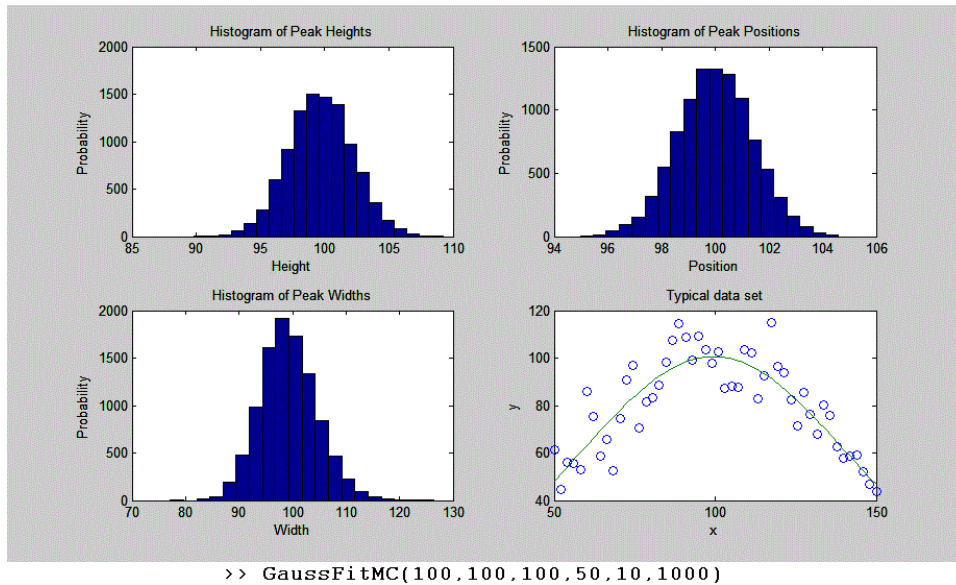 Histogram of Peak Heights
2000
1500
1000
500
0
85 90 95 100 105 110
Probability
Height
Histogram of Peak Positions
1500
1000
500
0
94 96 98 100 102 104 106
Probability
Position
Histogram of Peak Widths
2000
1500
1000
500
0
70 80 90 100 110 120 130
Probability
Width
Typical data set
120
100
80
60
40
50 100 150
y
x
>> GaussFitMC(100,100,100,50,10,1000)